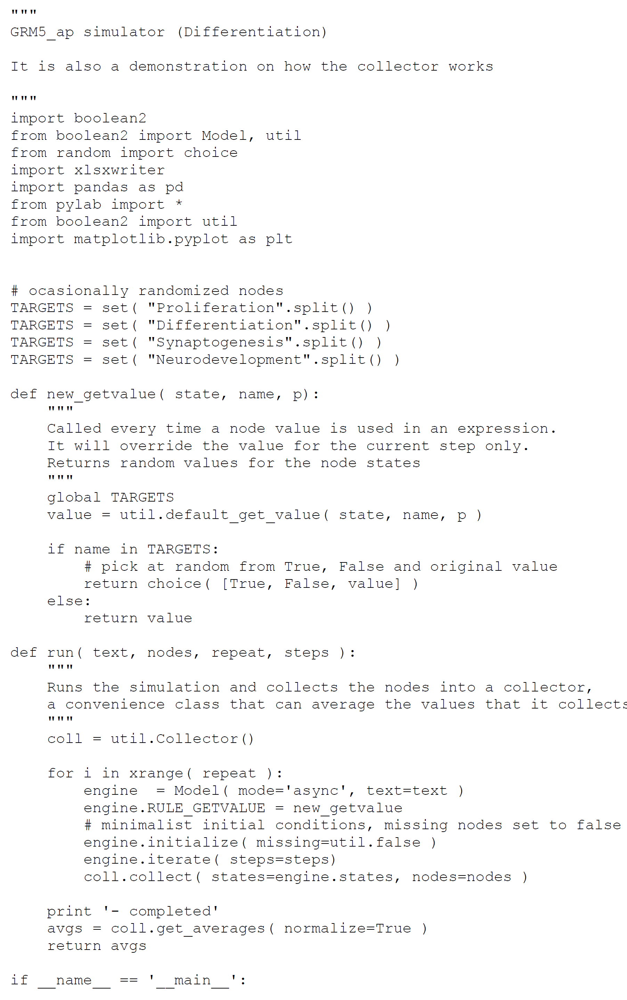 """
GRM5_ap simulator (Differentiation)
It is also a demonstration on how the collector works
"""
import boolean2
from boolean2 import Model, util
from random import choice
import xlsxwriter
import pandas as pd
from pylab import *
from boolean2 import util
import matplotlib.pyplot as plt
# ocasionally randomized nodes
TARGETS = set( "Proliferation".split() )
TARGETS = set( "Differentiation".split() )
TARGETS = set( "Synaptogenesis".split() )
TARGETS = set( "Neurodevelopment".split() )
def new_getvalue( state, name, p):
    """
    Called every time a node value is used in an expression.
    It will override the value for the current step only.
    Returns random values for the node states
    """
    global TARGETS
    value = util.default_get_value( state, name, p )
    if name in TARGETS:
        # pick at random from True, False and original value
        return choice( [True, False, value] )
    else:
        return value
def run( text, nodes, repeat, steps ):
    """
    Runs the simulation and collects the nodes into a collector,
    a convenience class that can average the values that it collects
    """
    coll = util.Collector()
    for i in xrange( repeat ):
        engine  = Model( mode='async', text=text )
        engine.RULE_GETVALUE = new_getvalue
        # minimalist initial conditions, missing nodes set to false
        engine.initialize( missing=util.false )
        engine.iterate( steps=steps)
        coll.collect( states=engine.states, nodes=nodes )
    print '- completed'
    avgs = coll.get_averages( normalize=True )
    return avgs
if __name__ == '__main__':